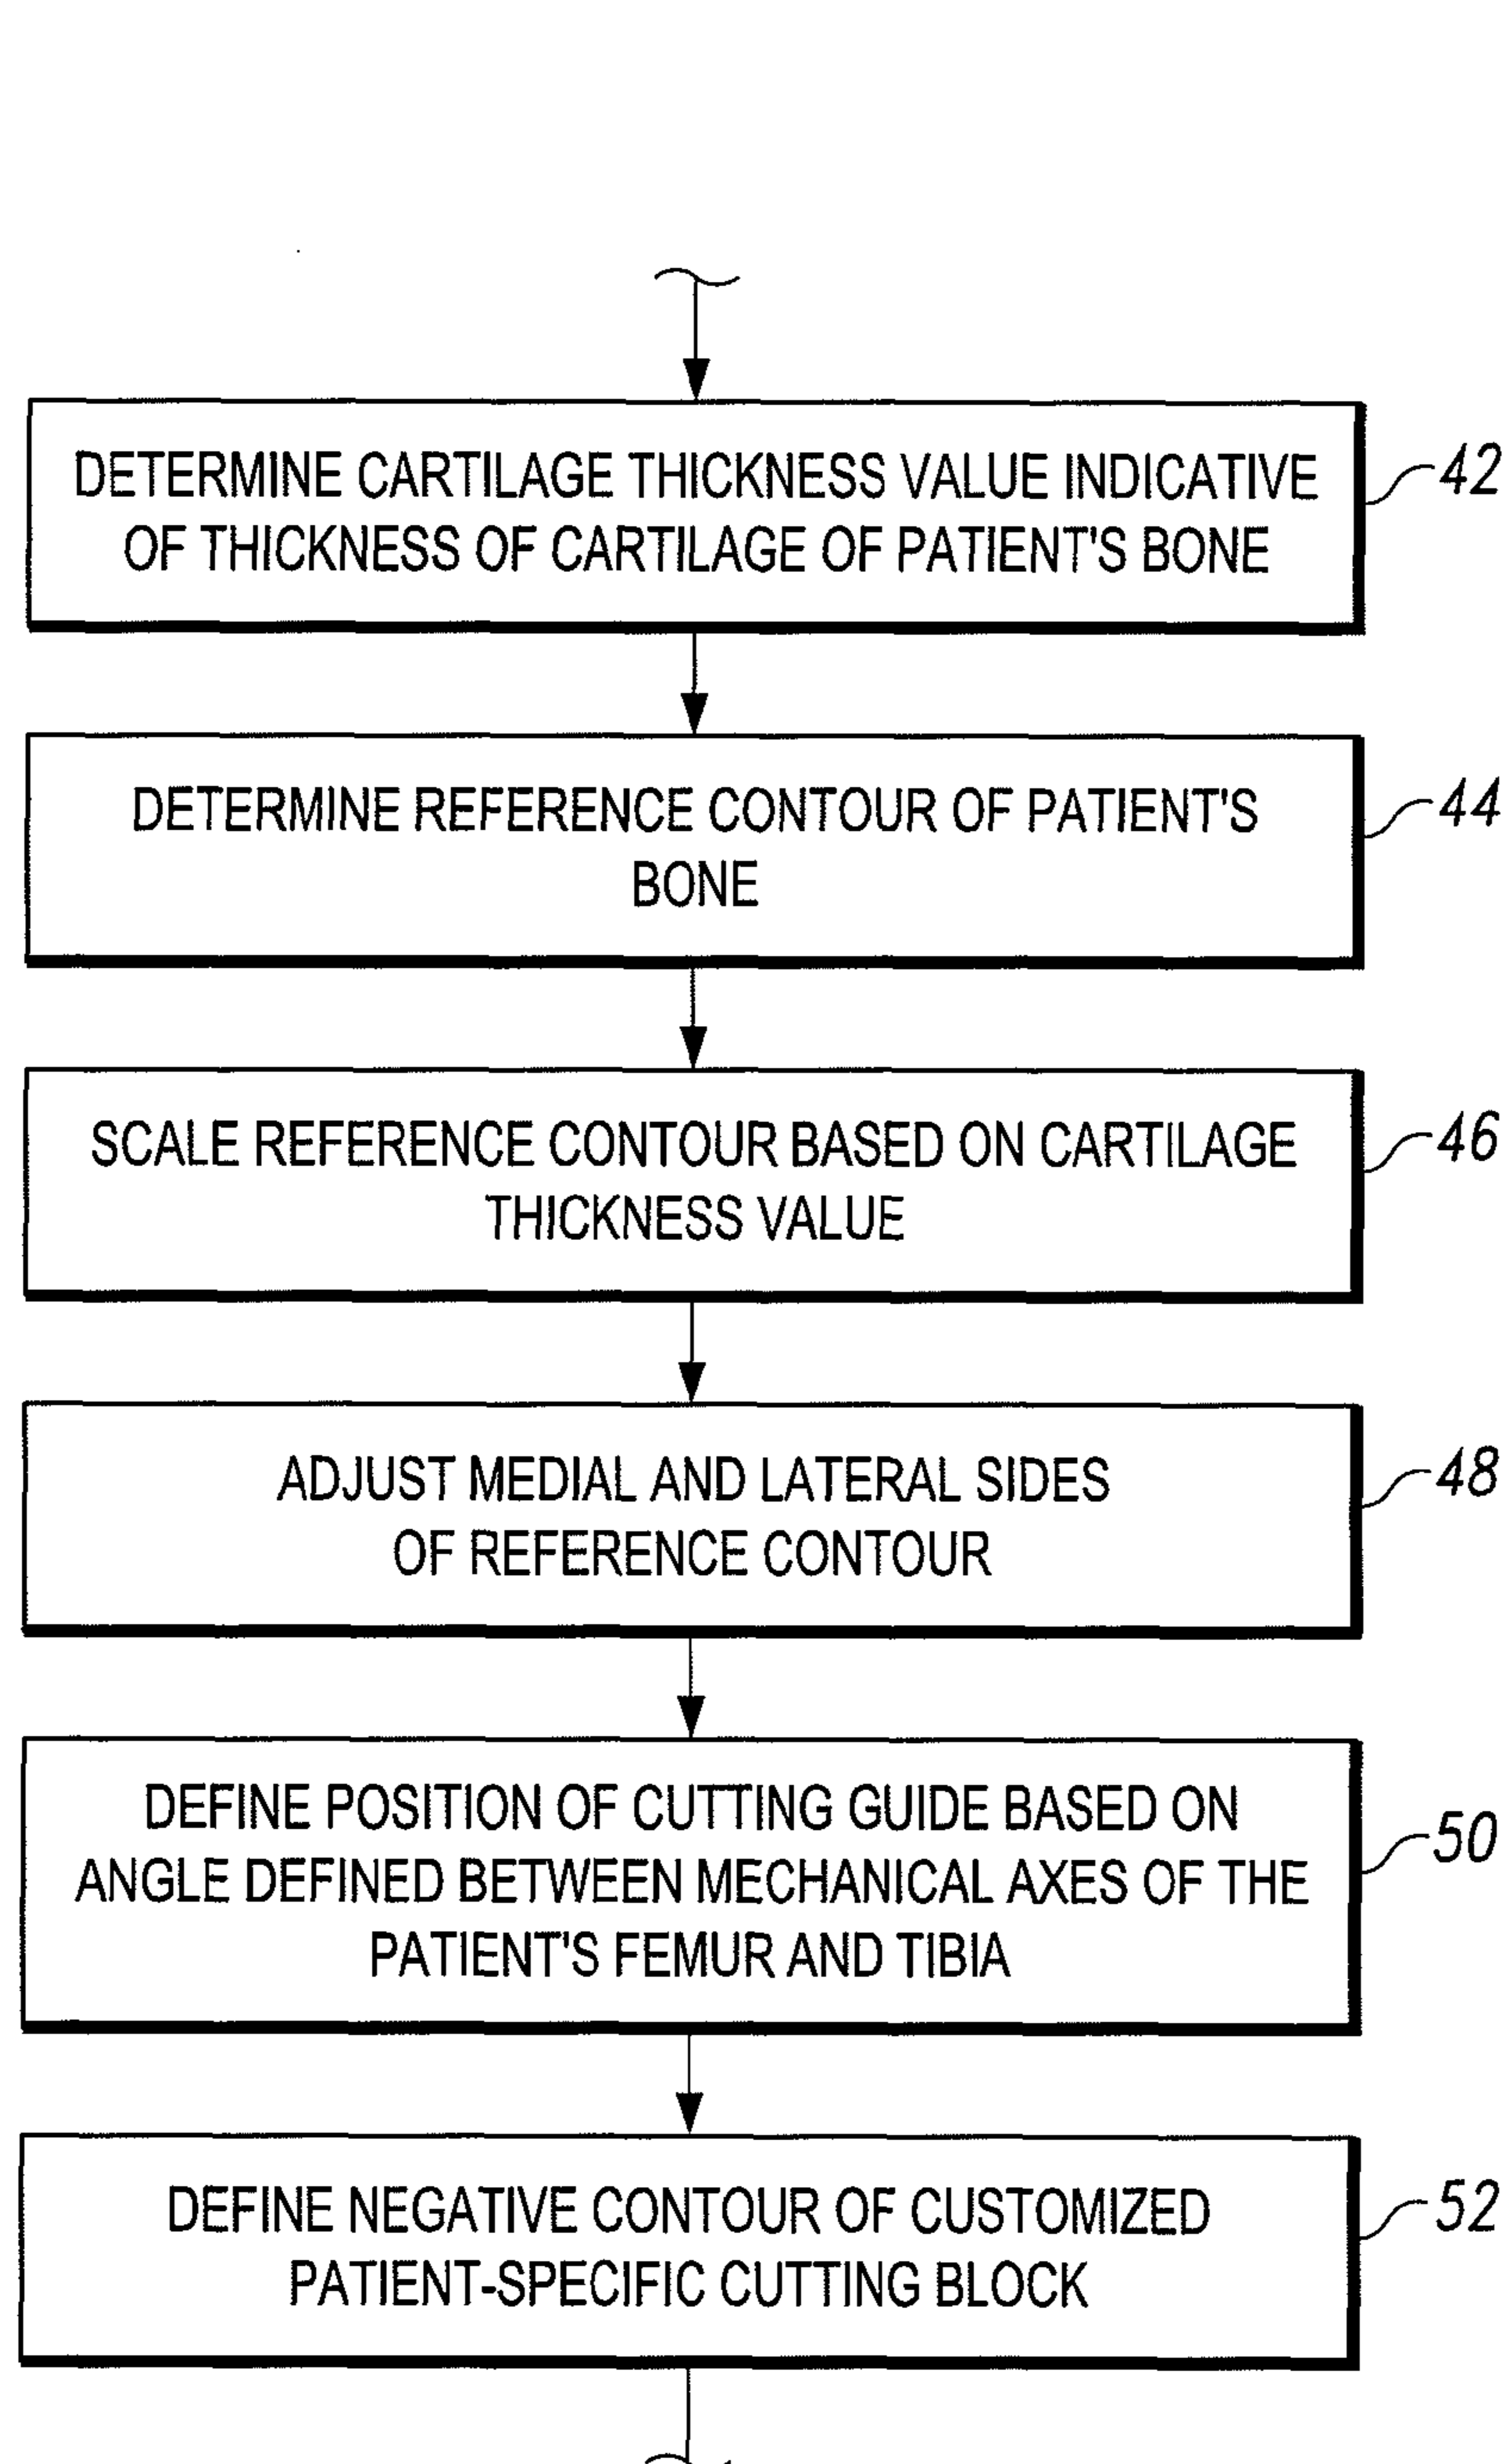 DETERMINE CARTILAGE THICKNESS VALUE INDICATIVE
OF THICKNESS OF CARTILAGE OF PATIENT'S BONE
42
DETERMINE REFERENCE CONTOUR OF PATIENT'S
BONE
44
SCALE REFERENCE CONTOUR BASED ON CARTILAGE
THICKNESS VALUE
46
ADJUST MEDIAL AND LATERAL SIDES
OF REFERENCE CONTOUR
48
DEFINE POSITION OF CUTTING GUIDE BASED ON
ANGLE DEFINED BETWEEN MECHANICAL AXES OF THE
PATIENT'S FEMUR AND TIBIA
50
DEFINE NEGATIVE CONTOUR OF CUSTOMIZED
PATIENT-SPECIFIC CUTTING BLOCK
52